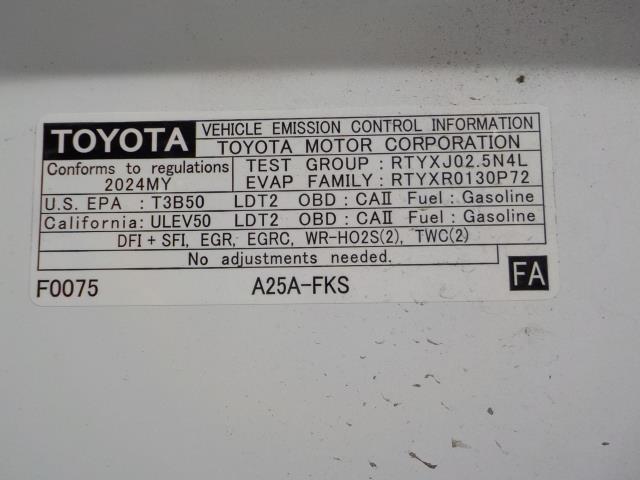 TOYOTA VEHICLE EMISSION CONTROL INFORMATION
TOYOTA MOTOR CORPORATION
Conforms to regulations
2024MY
TEST GROUP : RTYXJ02.5N4L
EVAP FAMILY: RTYXR0130P72
U.S. EPA : T3B50 LDT2 OBD : CAⅡ Fuel : Gasoline
California: ULEV50 LDT2 OBD : CAⅡ Fuel : Gasoline
DFI + SFI, EGR, EGRC, WR-HO2S(2), TWC(2)
No adjustments needed.
FA
F0075 A25A-FKS